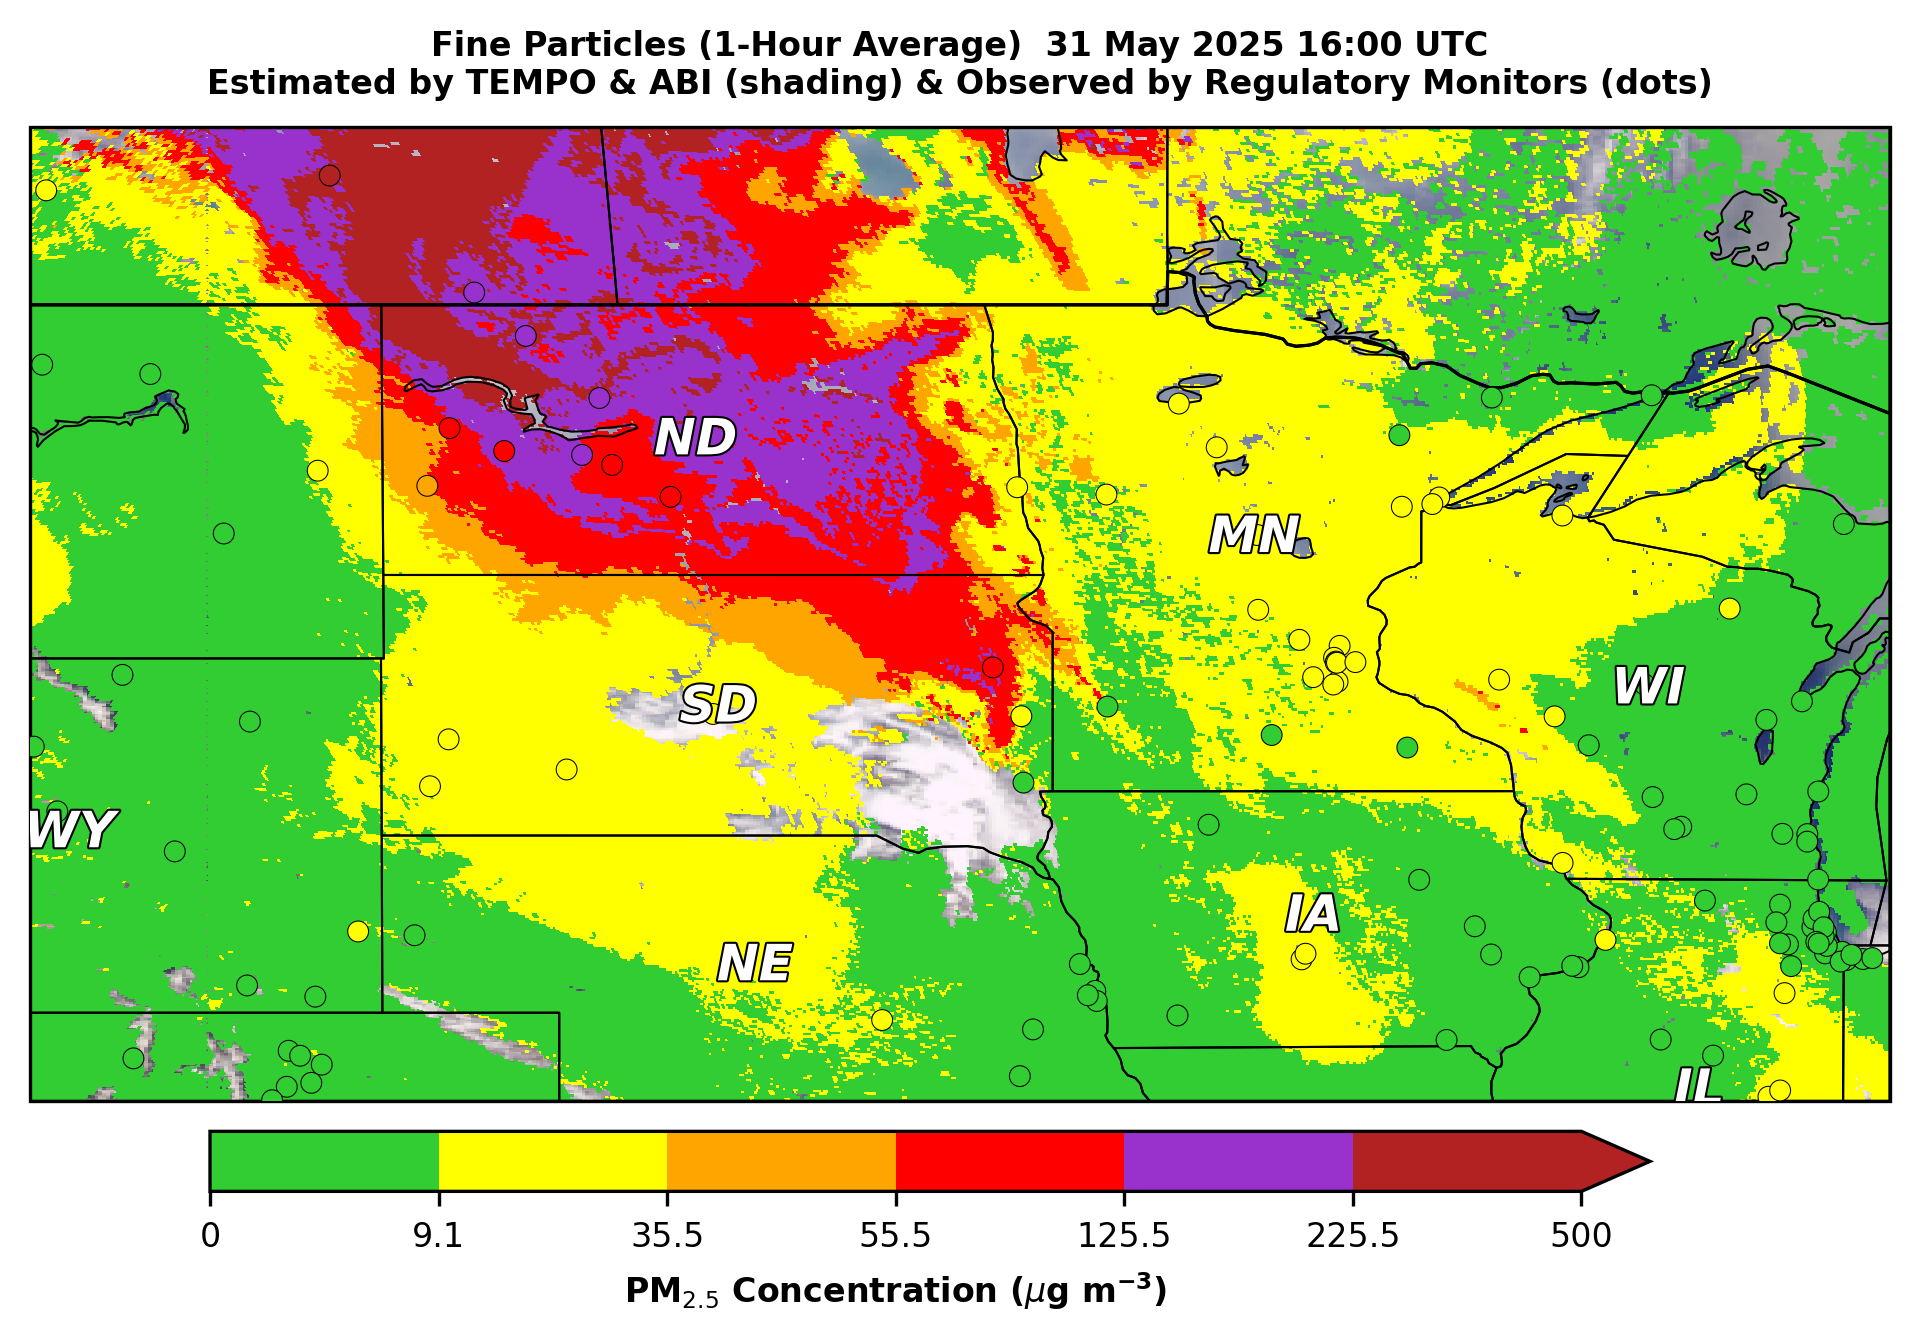 Fine Particles (1-Hour Average)  31 May 2025 16:00 UTC
Estimated by TEMPO & ABI (shading) & Observed by Regulatory Monitors (dots)
ND
MN
SD
WI
WY
IA
NE
IL
0 9.1 35.5 55.5 125.5 225.5 500
PM₂.₅ Concentration (μg m⁻³)